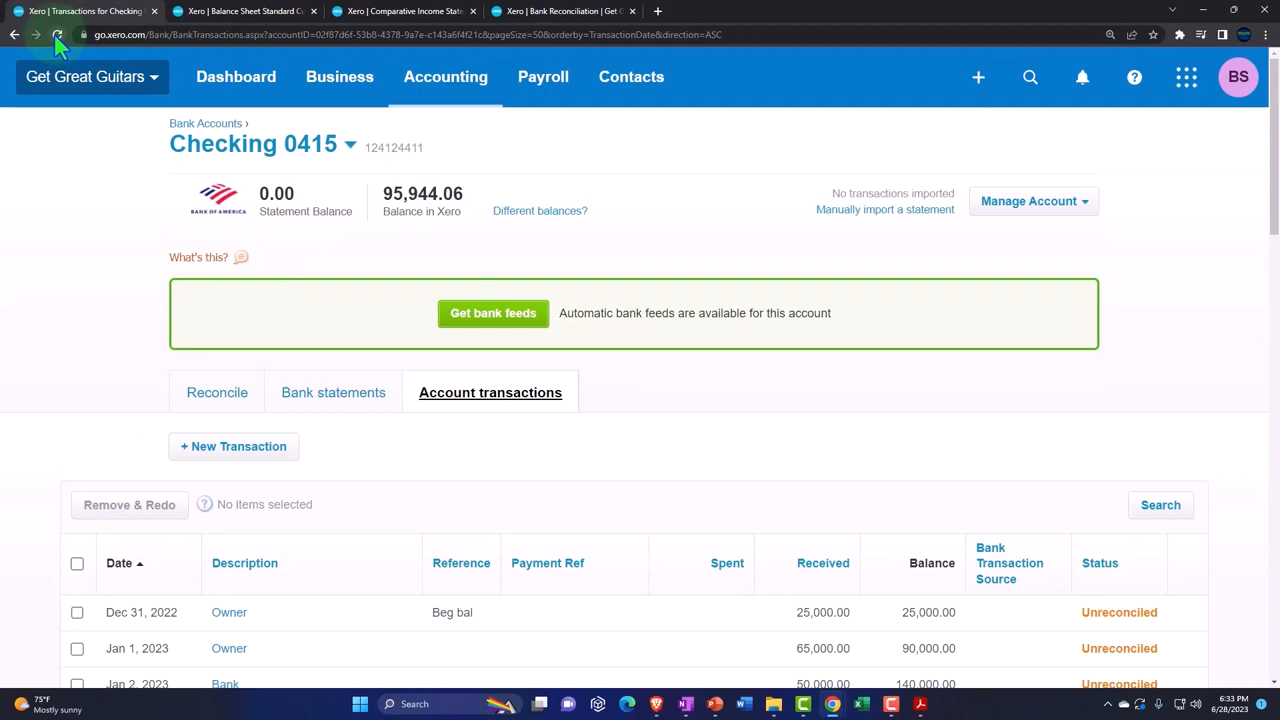 Xero | Transactions for Checking
Xero | Balance Sheet Standard C
Xero | Comparative Income State
Xero | Bank Reconciliation | Get G
go.xero.com/Bank/BankTransactions.aspx?accountID=02f87d6f-53b8-4378-9a7e-c143a6f4f21c&pageSize=50&orderby=TransactionDate&direction=ASC
Get Great Guitars Dashboard Business Accounting Payroll Contacts BS
Bank Accounts ›
Checking 0415 124124411
BANK OF AMERICA
0.00
Statement Balance
95,944.06
Balance in Xero
Different balances?
No transactions imported
Manually import a statement
Manage Account
What's this?
Get bank feeds Automatic bank feeds are available for this account
Reconcile Bank statements Account transactions
+ New Transaction
Remove & Redo ? No items selected Search
Date Description Reference Payment Ref Spent Received Balance Bank Transaction Source Status
Dec 31, 2022 Owner Beg bal 25,000.00 25,000.00 Unreconciled
Jan 1, 2023 Owner 65,000.00 90,000.00 Unreconciled
Jan 2, 2023 Bank 50,000.00 140,000.00 Unreconciled
75°F
Mostly sunny
Search
6:33 PM
6/28/2023